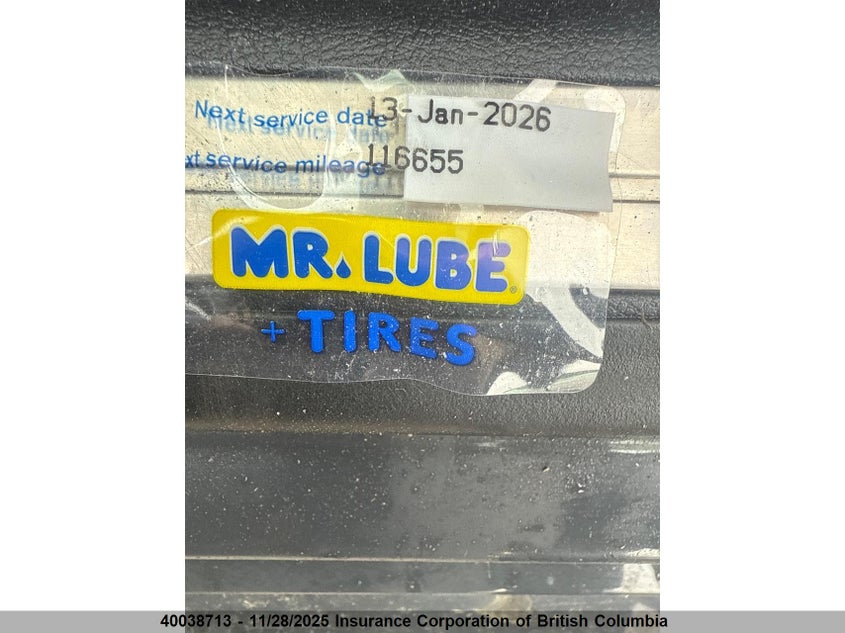 Next service date 13-Jan-2026
xt service mileage 116655
MR. LUBE®
+ TIRES
40038713 - 11/28/2025 Insurance Corporation of British Columbia